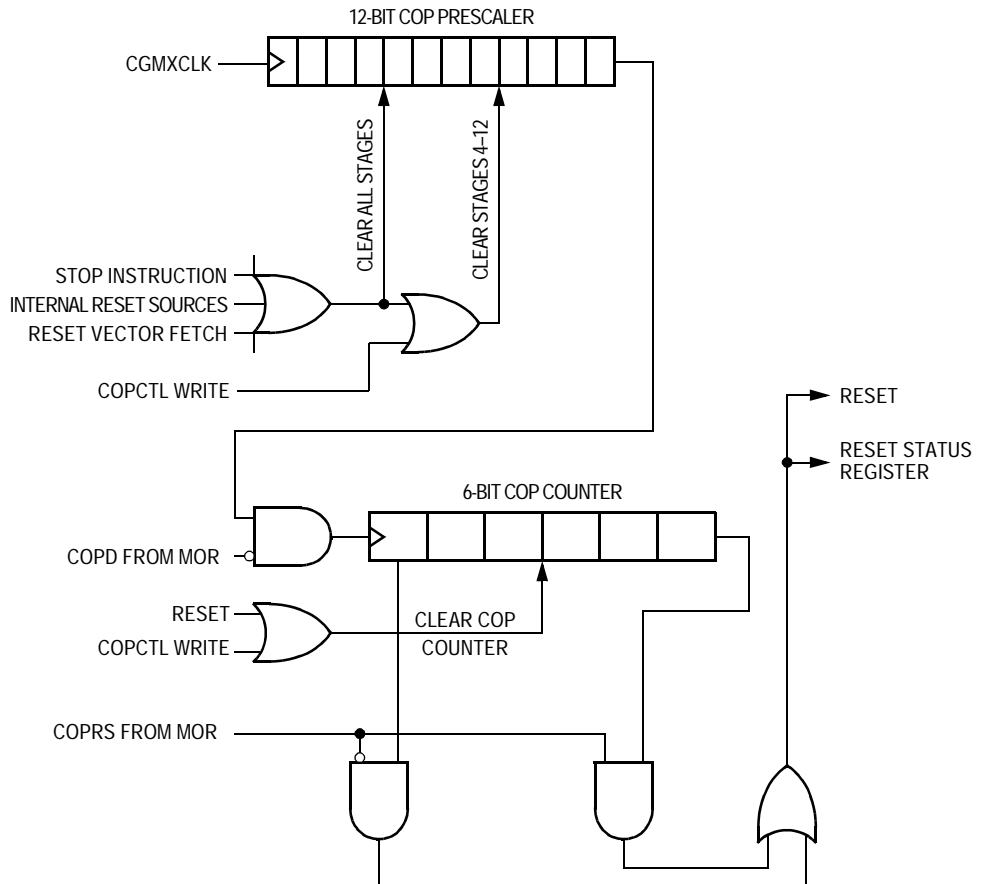 12-BIT COP PRESCALER
CGMXCLK
CLEAR ALL STAGES
CLEAR STAGES 4–12
STOP INSTRUCTION
INTERNAL RESET SOURCES
RESET VECTOR FETCH
COPCTL WRITE
RESET
RESET STATUS
REGISTER
6-BIT COP COUNTER
COPD FROM MOR
RESET
COPCTL WRITE
CLEAR COP
COUNTER
COPRS FROM MOR